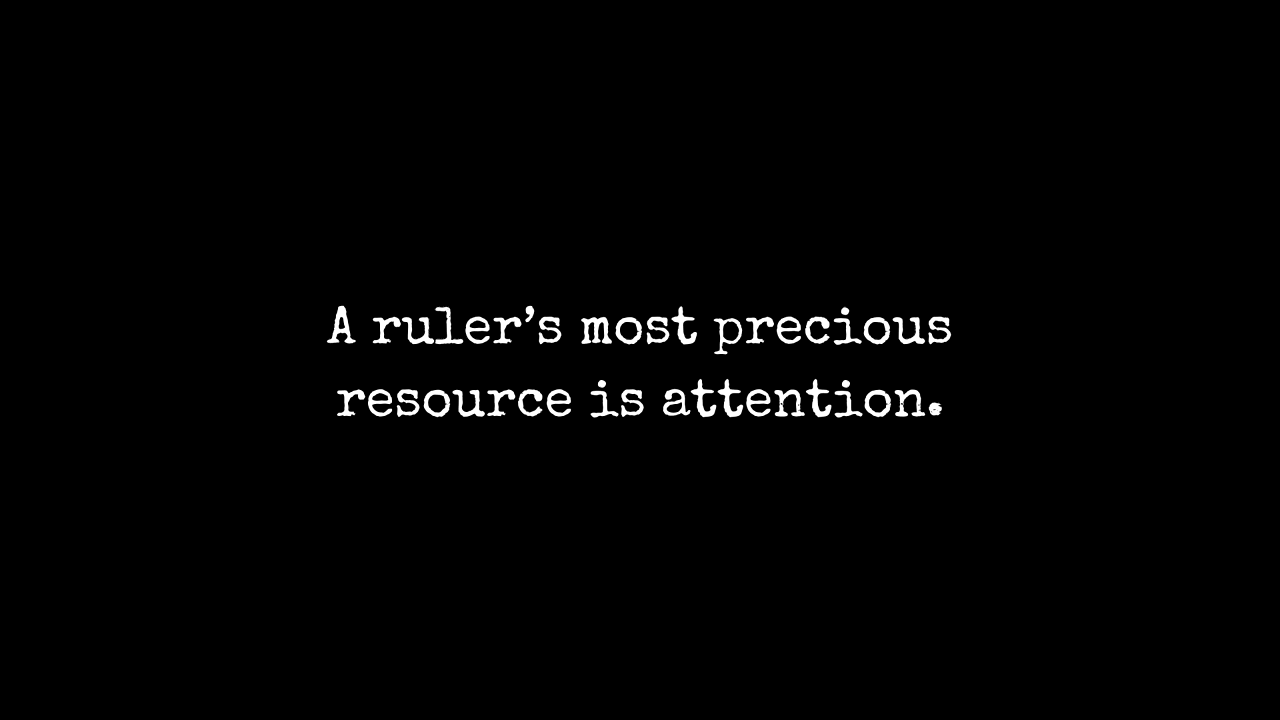 A ruler’s most precious
resource is attention.